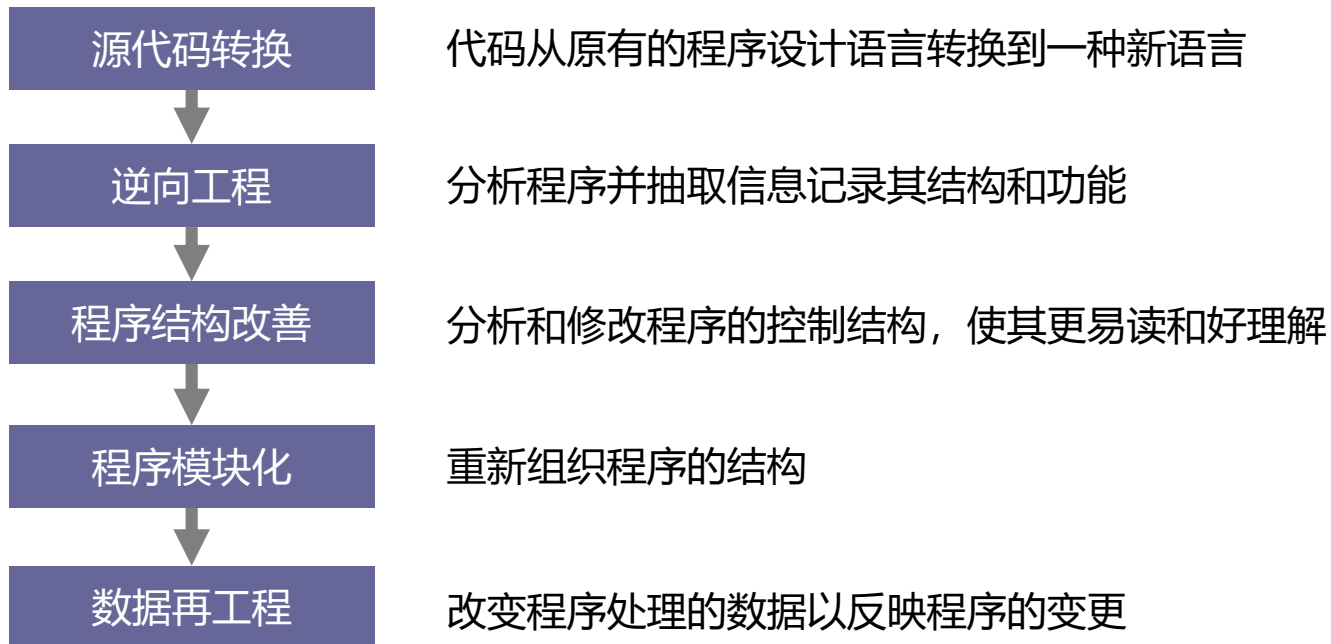 源代码转换
代码从原有的程序设计语言转换到一种新语言
逆向工程
分析程序并抽取信息记录其结构和功能
程序结构改善
分析和修改程序的控制结构，使其更易读和好理解
程序模块化
重新组织程序的结构
数据再工程
改变程序处理的数据以反映程序的变更